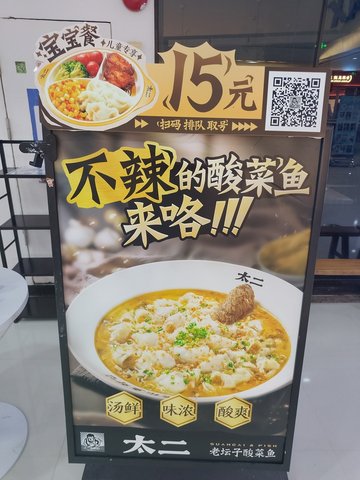 宝宝餐
儿童专享
15元
扫码 排队 取号
不辣的酸菜鱼
来咯!!!
太二
汤鲜
味浓
酸爽
太二
SUANCAI & FISH
老坛子酸菜鱼